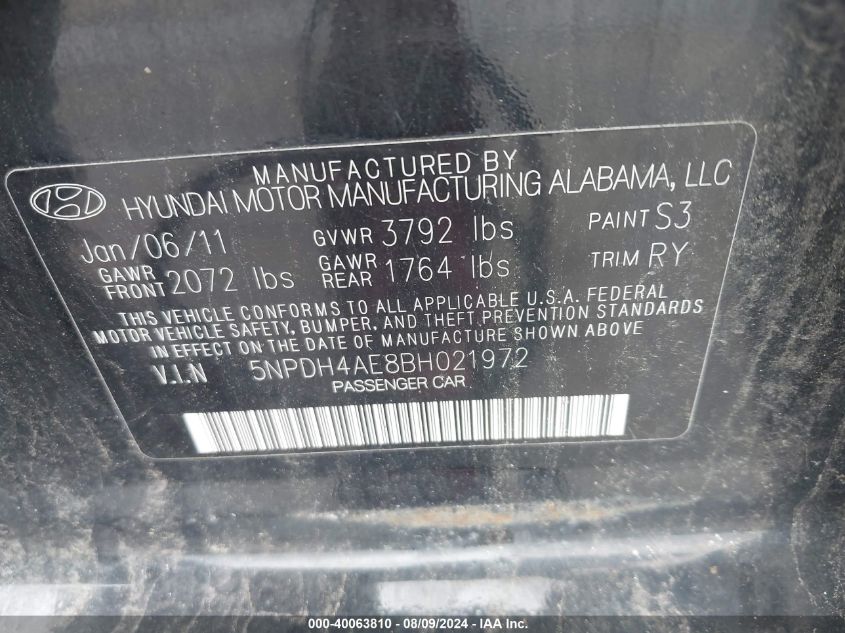 MANUFACTURED BY
HYUNDAI MOTOR MANUFACTURING ALABAMA, LLC
Jan/06/11 GVWR 3792 lbs PAINT S3
GAWR FRONT 2072 lbs GAWR REAR 1764 lbs TRIM RY
THIS VEHICLE CONFORMS TO ALL APPLICABLE U.S.A. FEDERAL
MOTOR VEHICLE SAFETY, BUMPER, AND THEFT PREVENTION STANDARDS
IN EFFECT ON THE DATE OF MANUFACTURE SHOWN ABOVE
V.I.N 5NPDH4AE8BH021972
PASSENGER CAR
000-40063810 - 08/09/2024 - IAA Inc.